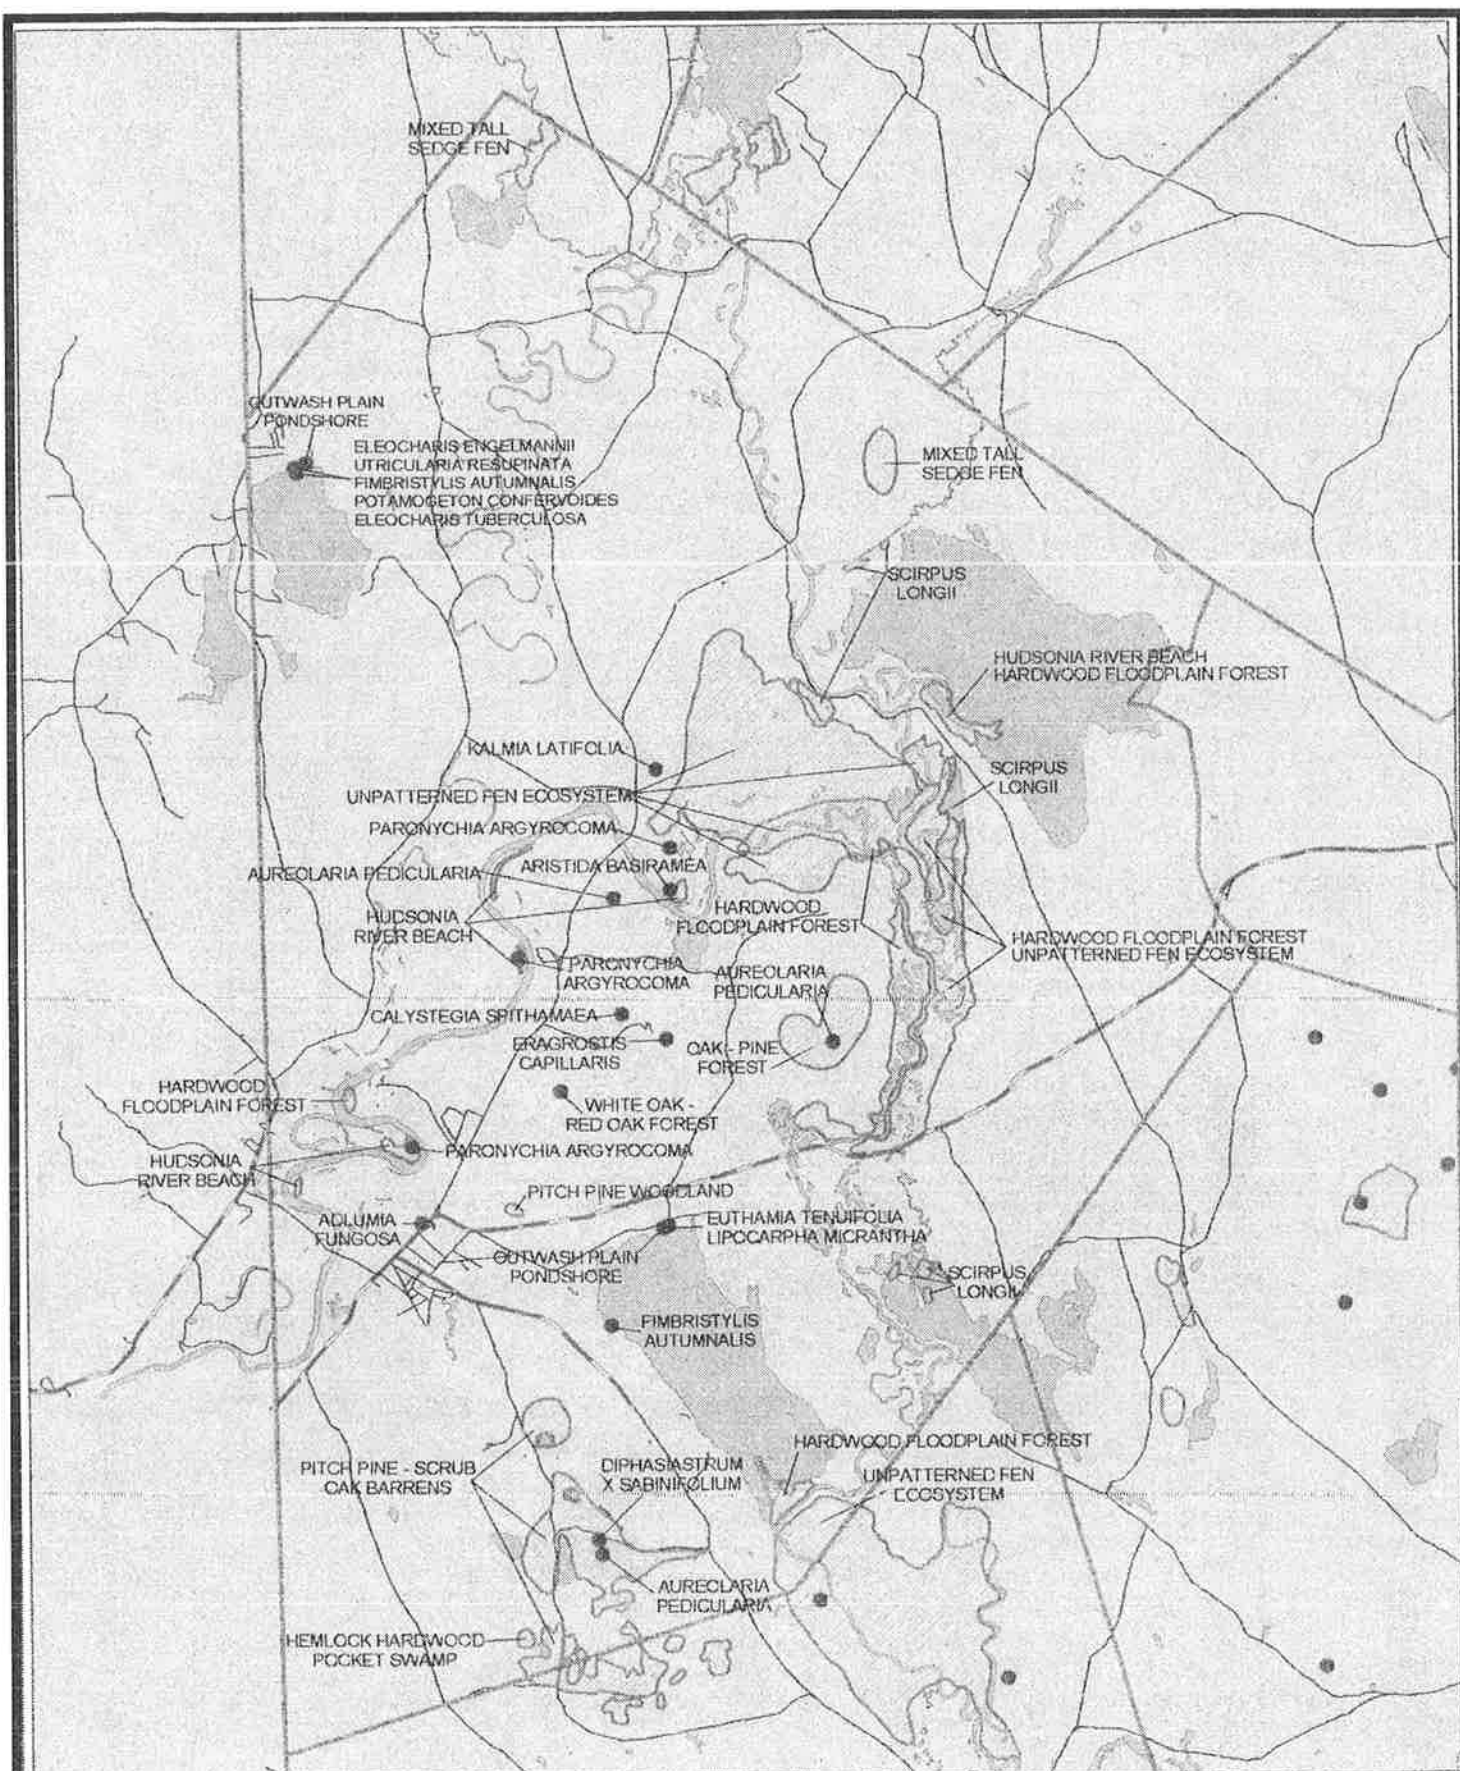 MIXED TALL
SEDGE FEN
OUTWASH PLAIN
PONDSHORE
ELEOCHARIS ENGELMANNII
UTRICULARIA RESUPINATA
FIMBRISTYLIS AUTUMNALIS
POTAMOGETON CONFERVOIDES
ELEOCHARIS TUBERCULOSA
MIXED TALL
SEDGE FEN
SCIRPUS
LONGII
HUDSONIA RIVER BEACH
HARDWOOD FLOODPLAIN FOREST
KALMIA LATIFOLIA
SCIRPUS
LONGII
UNPATTERNED FEN ECOSYSTEM
PARONYCHIA ARGYROCOMA
AUREOLARIA PEDICULARIA
ARISTIDA BASIRAMEA
HUDSONIA
RIVER BEACH
HARDWOOD
FLOODPLAIN FOREST
HARDWOOD FLOODPLAIN FOREST
UNPATTERNED FEN ECOSYSTEM
PARONYCHIA
ARGYROCOMA
AUREOLARIA
PEDICULARIA
CALYSTEGIA SPITHAMAEA
ERAGROSTIS
CAPILLARIS
OAK - PINE
FOREST
HARDWOOD
FLOODPLAIN FOREST
WHITE OAK -
RED OAK FOREST
HUDSONIA
RIVER BEACH
PARONYCHIA ARGYROCOMA
PITCH PINE WOODLAND
ADLUMIA
FUNGOSA
EUTHAMIA TENUIFOLIA
LIPOCARPHA MICRANTHA
OUTWASH PLAIN
PONDSHORE
SCIRPUS
LONGII
FIMBRISTYLIS
AUTUMNALIS
HARDWOOD FLOODPLAIN FOREST
PITCH PINE - SCRUB
OAK BARRENS
DIPHASIASTRUM
X SABINIFOLIUM
UNPATTERNED FEN
ECOSYSTEM
AUREOLARIA
PEDICULARIA
HEMLOCK HARDWOOD
POCKET SWAMP